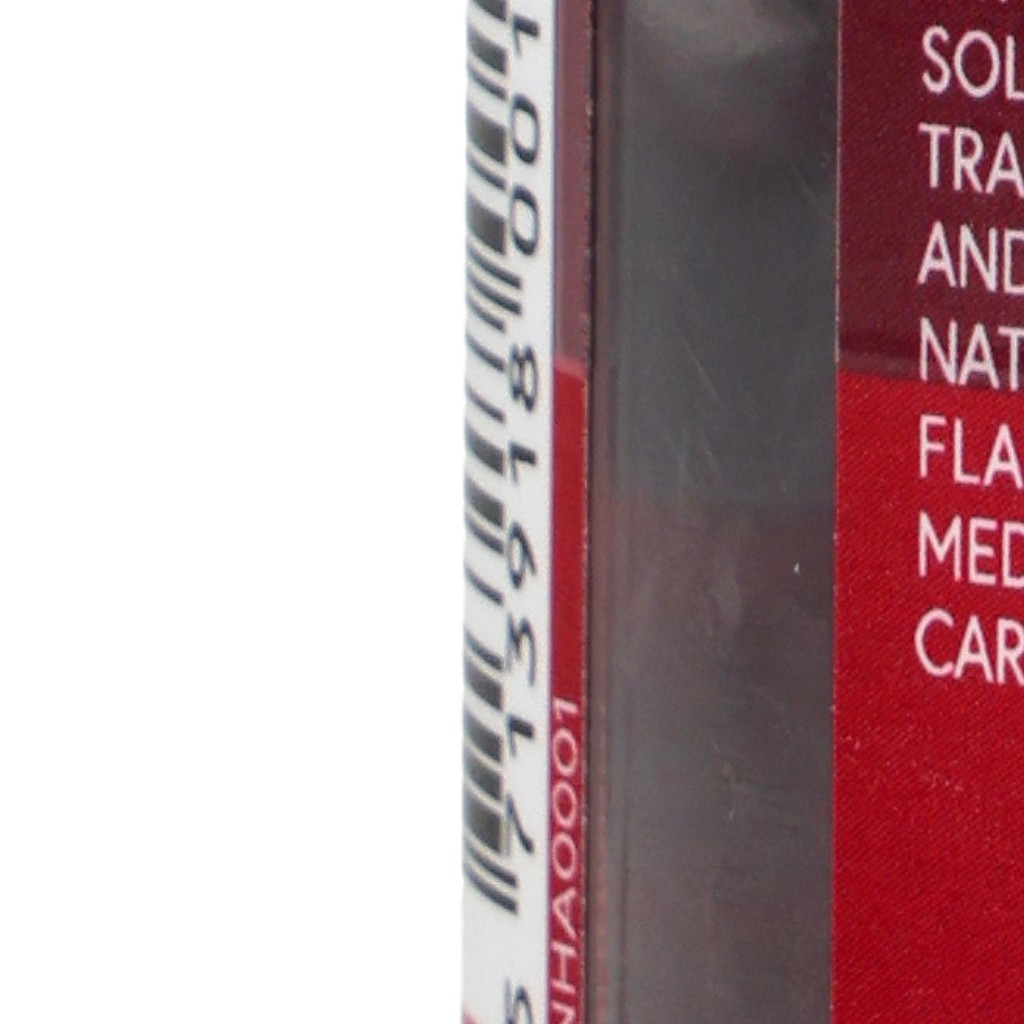 5 713918 001
NHA0001
SOL
TRA
AND
NAT
FLA
MED
CAR